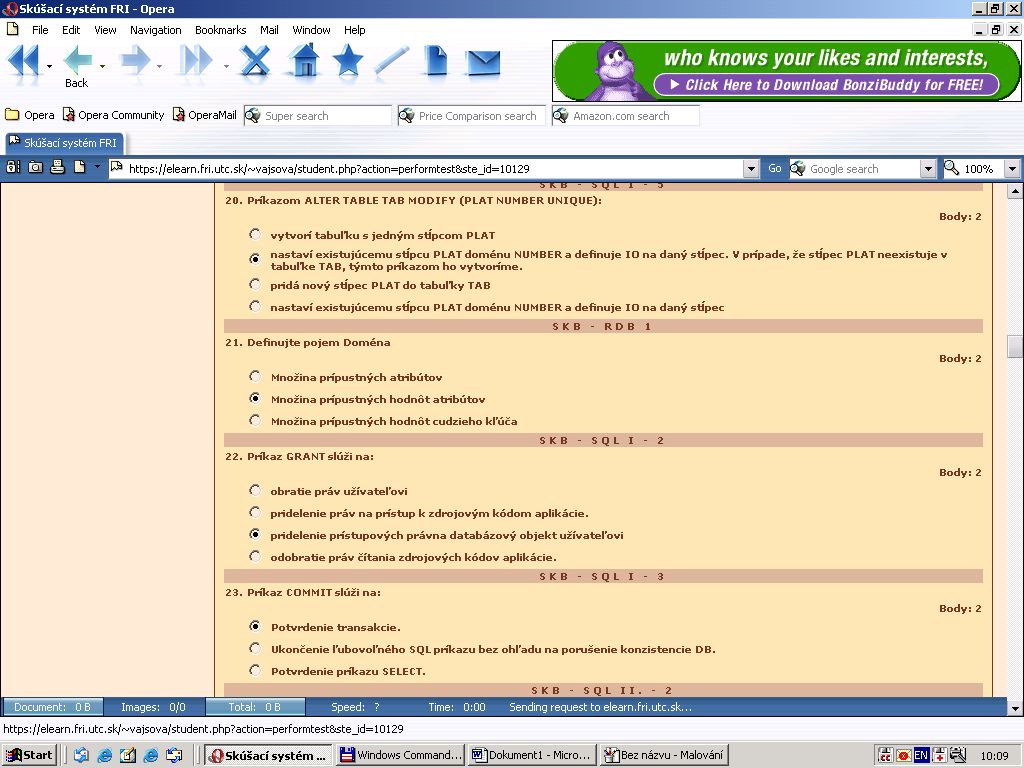 Skúšací systém FRI - Opera
File Edit View Navigation Bookmarks Mail Window Help
Back
who knows your likes and interests,
Click Here to Download BonziBuddy for FREE!
Opera Opera Community OperaMail Super search Price Comparison search Amazon.com search
Skúšací systém FRI
https://elearn.fri.utc.sk/~vajsova/student.php?action=performtest&ste_id=10129 Go Google search 100%
SKB - SQL I - 5
20. Príkazom ALTER TABLE TAB MODIFY (PLAT NUMBER UNIQUE):
Body: 2
vytvorí tabuľku s jedným stĺpcom PLAT
nastaví existujúcemu stĺpcu PLAT doménu NUMBER a definuje IO na daný stĺpec. V prípade, že stĺpec PLAT neexistuje v
tabuľke TAB, týmto príkazom ho vytvoríme.
pridá nový stĺpec PLAT do tabuľky TAB
nastaví existujúcemu stĺpcu PLAT doménu NUMBER a definuje IO na daný stĺpec
SKB - RDB 1
21. Definujte pojem Doména
Body: 2
Množina prípustných atribútov
Množina prípustných hodnôt atribútov
Množina prípustných hodnôt cudzieho kľúča
SKB - SQL I - 2
22. Príkaz GRANT slúži na:
Body: 2
obratie práv užívateľovi
pridelenie práv na prístup k zdrojovým kódom aplikácie.
pridelenie prístupových právna databázový objekt užívateľovi
odobratie práv čítania zdrojových kódov aplikácie.
SKB - SQL I - 3
23. Príkaz COMMIT slúži na:
Body: 2
Potvrdenie transakcie.
Ukončenie ľubovoľného SQL príkazu bez ohľadu na porušenie konzistencie DB.
Potvrdenie príkazu SELECT.
SKB - SQL II. - 2
Document: 0 B Images: 0/0 Total: 0 B Speed: ? Time: 0:00 Sending request to elearn.fri.utc.sk...
https://elearn.fri.utc.sk/~vajsova/student.php?action=performtest&ste_id=10129
Start Skúšací systém ... Windows Command... Dokument1 - Micro... Bez názvu - Malování EN 10:09